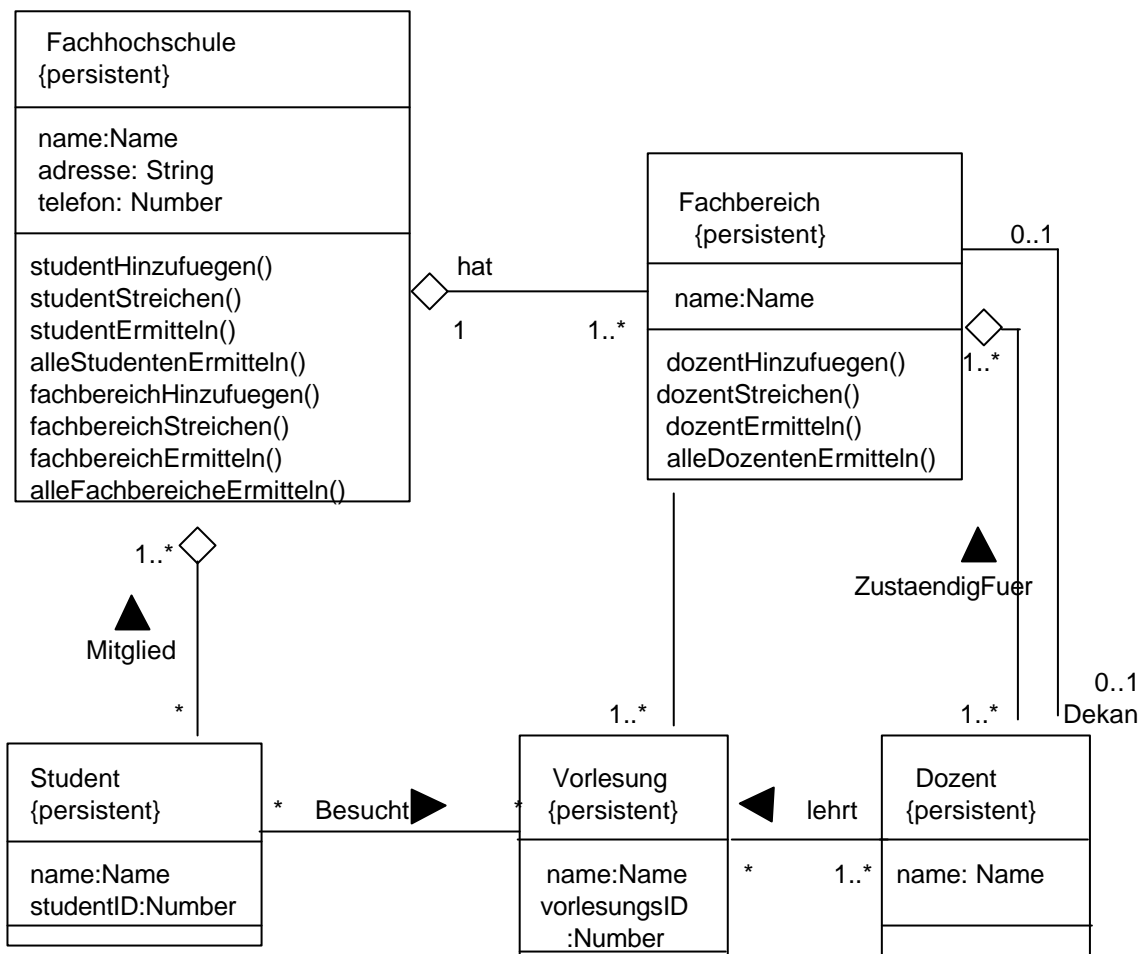 Fachhochschule
{persistent}
name:Name
adresse: String
telefon: Number
studentHinzufuegen()
studentStreichen()
studentErmitteln()
alleStudentenErmitteln()
fachbereichHinzufuegen()
fachbereichStreichen()
fachbereichErmitteln()
alleFachbereicheErmitteln()
hat
1
1..*
Fachbereich
{persistent}
name:Name
dozentHinzufuegen()
dozentStreichen()
dozentErmitteln()
alleDozentenErmitteln()
0..1
1..*
ZustaendigFuer
0..1
1..*
Dekan
1..*
Mitglied
*
1..*
Student
{persistent}
name:Name
studentID:Number
*
Besucht
*
Vorlesung
{persistent}
name:Name
vorlesungsID
:Number
lehrt
*
1..*
Dozent
{persistent}
name: Name